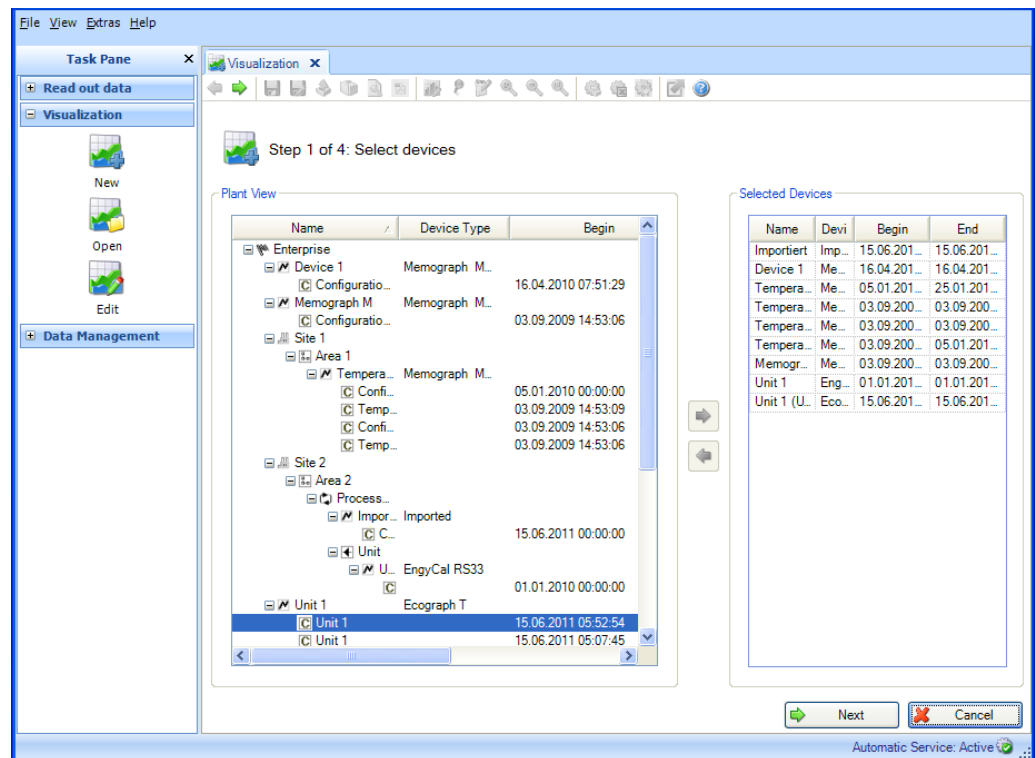 File View Extras Help
Task Pane
Visualization
Read out data
Visualization
New
Open
Edit
Data Management
Step 1 of 4: Select devices
Plant View
Name Device Type Begin
Enterprise
Device 1 Memograph M...
C Configuratio... 16.04.2010 07:51:29
Memograph M Memograph M...
C Configuratio... 03.09.2009 14:53:06
Site 1
Area 1
Tempera... Memograph M...
C Confi... 05.01.2010 00:00:00
C Temp... 03.09.2009 14:53:09
C Confi... 03.09.2009 14:53:06
C Temp... 03.09.2009 14:53:06
Site 2
Area 2
Process...
Impor... Imported
C C... 15.06.2011 00:00:00
Unit
U... EngyCal RS33
C 01.01.2010 00:00:00
Unit 1 Ecograph T
C Unit 1 15.06.2011 05:52:54
C Unit 1 15.06.2011 05:07:45
Selected Devices
Name Devi Begin End
Importiert Imp... 15.06.201... 15.06.201...
Device 1 Me... 16.04.201... 16.04.201...
Tempera... Me... 05.01.201... 25.01.201...
Tempera... Me... 03.09.200... 03.09.200...
Tempera... Me... 03.09.200... 03.09.200...
Tempera... Me... 03.09.200... 05.01.201...
Memogr... Me... 03.09.200... 03.09.200...
Unit 1 Eng... 01.01.201... 01.01.201...
Unit 1 (U... Eco... 15.06.201... 15.06.201...
Next
Cancel
Automatic Service: Active